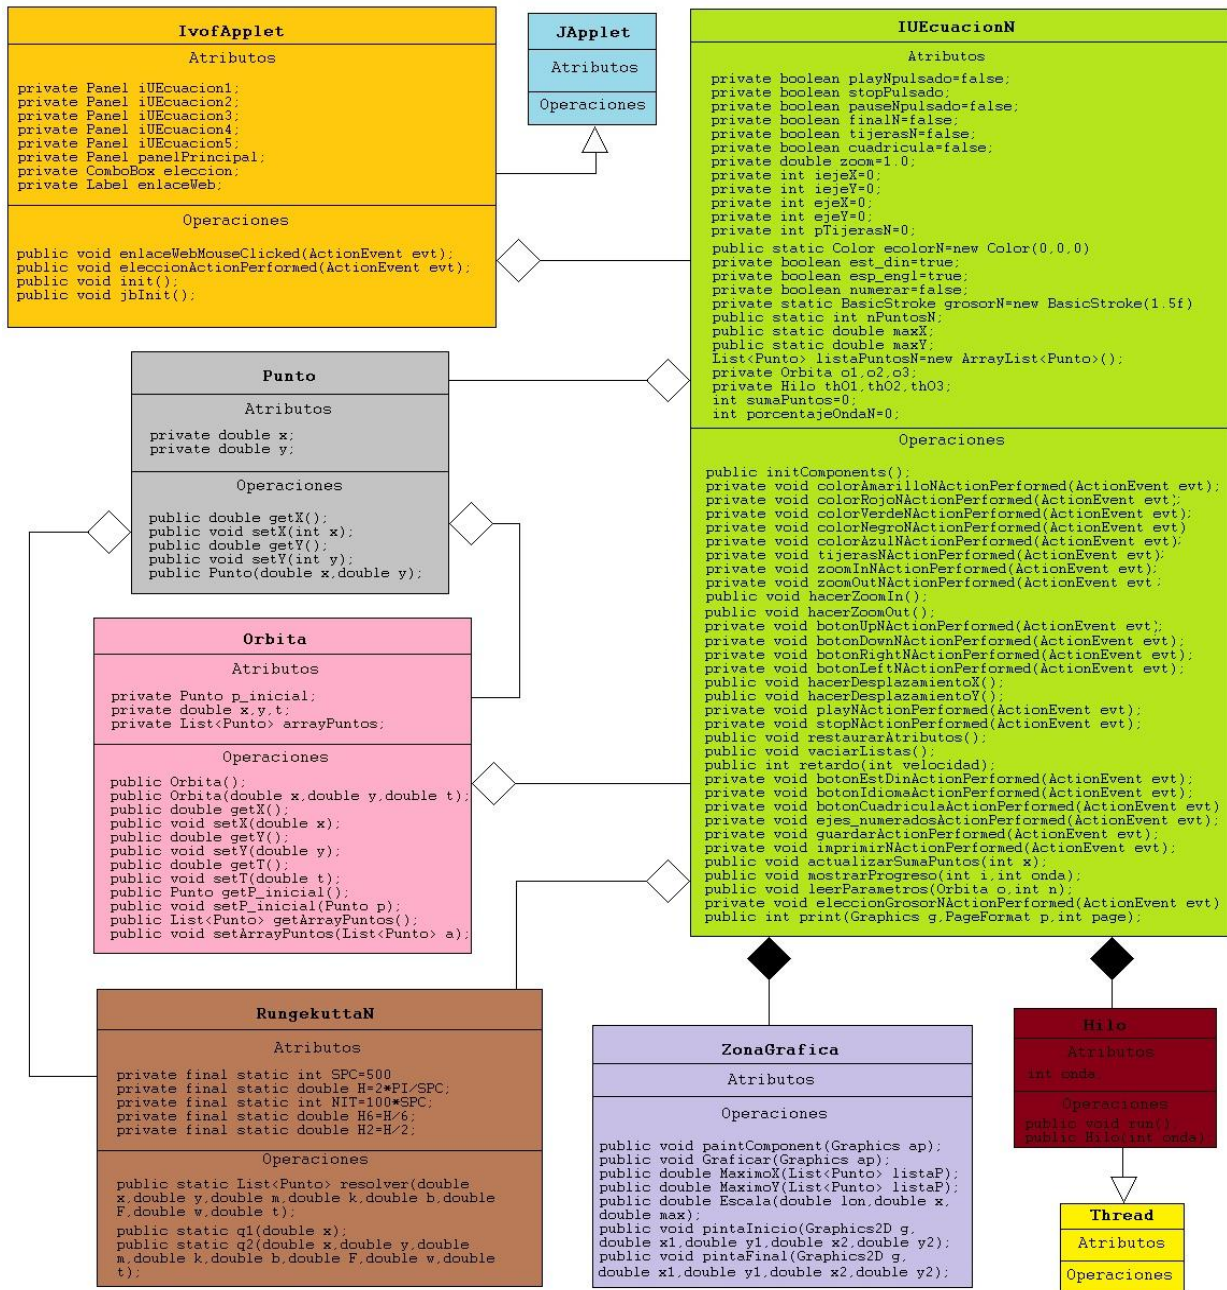 IvofApplet
Atributos
private Panel iUEcuacion1;
private Panel iUEcuacion2;
private Panel iUEcuacion3;
private Panel iUEcuacion4;
private Panel iUEcuacion5;
private Panel panelPrincipal;
private ComboBox eleccion;
private Label enlaceWeb;
Operaciones
public void enlaceWebMouseClicked(ActionEvent evt);
public void eleccionActionPerformed(ActionEvent evt);
public void init();
public void jbInit();
JApplet
Atributos
Operaciones
IUEcuacionN
Atributos
private boolean playNpulsado=false;
private boolean stopPulsado;
private boolean pauseNpulsado=false;
private boolean finalN=false;
private boolean tijerasN=false;
private boolean cuadricula=false;
private double zoom=1.0;
private int iejeX=0;
private int iejeY=0;
private int ejeX=0;
private int ejeY=0;
private int pTijerasN=0;
public static Color ecolorN=new Color(0,0,0)
private boolean est_din=true;
private boolean esp_engl=true;
private boolean numerar=false;
private static BasicStroke grosorN=new BasicStroke(1.5f)
public static int nPuntosN;
public static double maxX;
public static double maxY;
List<Punto> listaPuntosN=new ArrayList<Punto>();
private Orbita o1,o2,o3;
private Hilo thO1,thO2,thO3;
int sumaPuntos=0;
int porcentajeOndaN=0;
Operaciones
public initComponents();
private void colorAmarilloNActionPerformed(ActionEvent evt);
private void colorRojoNActionPerformed(ActionEvent evt);
private void colorVerdeNActionPerformed(ActionEvent evt);
private void colorNegroNActionPerformed(ActionEvent evt)
private void colorAzulNActionPerformed(ActionEvent evt);
private void tijerasNActionPerformed(ActionEvent evt);
private void zoomInNActionPerformed(ActionEvent evt);
private void zoomOutNActionPerformed(ActionEvent evt;
public void hacerZoomIn();
public void hacerZoomOut();
private void botonUpNActionPerformed(ActionEvent evt);
private void botonDownNActionPerformed(ActionEvent evt);
private void botonRightNActionPerformed(ActionEvent evt);
private void botonLeftNActionPerformed(ActionEvent evt);
public void hacerDesplazamientoX();
public void hacerDesplazamientoY();
private void playNActionPerformed(ActionEvent evt);
private void stopNActionPerformed(ActionEvent evt);
public void restaurarAtributos();
public void vaciarListas();
public int retardo(int velocidad);
private void botonEstDinActionPerformed(ActionEvent evt);
private void botonIdiomaActionPerformed(ActionEvent evt);
private void botonCuadriculaActionPerformed(ActionEvent evt)
private void ejes_numeradosActionPerformed(ActionEvent evt);
private void guardarActionPerformed(ActionEvent evt);
private void imprimirNActionPerformed(ActionEvent evt);
public void actualizarSumaPuntos(int x);
public void mostrarProgreso(int i,int onda);
public void leerParametros(Orbita o,int n);
private void eleccionGrosorNActionPerformed(ActionEvent evt)
public int print(Graphics g,PageFormat p,int page);
Punto
Atributos
private double x;
private double y;
Operaciones
public double getX();
public void setX(int x);
public double getY();
public void setY(int y);
public Punto(double x,double y);
Orbita
Atributos
private Punto p_inicial;
private double x,y,t;
private List<Punto> arrayPuntos;
Operaciones
public Orbita();
public Orbita(double x,double y,double t);
public double getX();
public void setX(double x);
public double getY();
public void setY(double y);
public double getT();
public void setT(double t);
public Punto getP_inicial();
public void setP_inicial(Punto p);
public List<Punto> getArrayPuntos();
public void setArrayPuntos(List<Punto> a);
RungekuttaN
Atributos
private final static int SPC=500
private final static double H=2*PI/SPC;
private final static int NIT=100*SPC;
private final static double H6=H/6;
private final static double H2=H/2;
Operaciones
public static List<Punto> resolver(double
x,double y,double m,double k,double b,double
F,double w,double t);
public static q1(double x);
public static q2(double x,double y,double
m,double k,double b,double F,double w,double
t);
ZonaGrafica
Atributos
Operaciones
public void paintComponent(Graphics ap);
public void Graficar(Graphics ap);
public double MaximoX(List<Punto> listaP);
public double MaximoY(List<Punto> listaP);
public double Escala(double lon,double x,
double max);
public void pintaInicio(Graphics2D g,
double x1,double y1,double x2,double y2);
public void pintaFinal(Graphics2D g,
double x1,double y1,double x2,double y2);
Hilo
Atributos
int onda;
Operaciones
public void run();
public Hilo(int onda)
Thread
Atributos
Operaciones